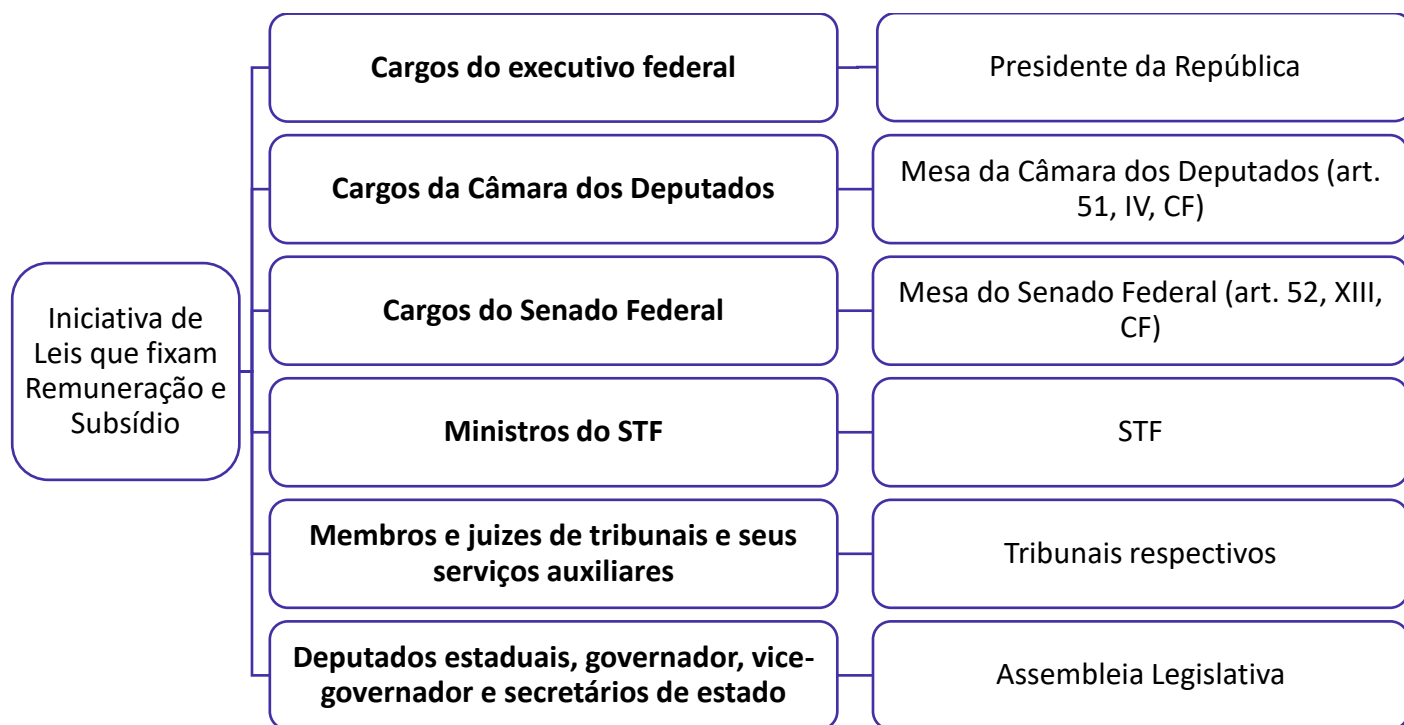 Iniciativa de
Leis que fixam
Remuneração e
Subsídio
Cargos do executivo federal
Presidente da República
Cargos da Câmara dos Deputados
Mesa da Câmara dos Deputados (art.
51, IV, CF)
Cargos do Senado Federal
Mesa do Senado Federal (art. 52, XIII,
CF)
Ministros do STF
STF
Membros e juizes de tribunais e seus
serviços auxiliares
Tribunais respectivos
Deputados estaduais, governador, vice-
governador e secretários de estado
Assembleia Legislativa